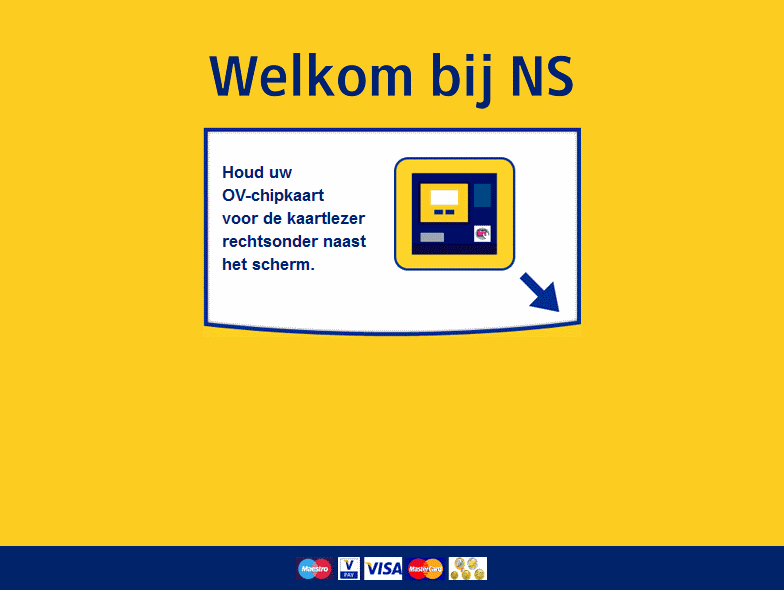 Welkom bij NS
Houd uw
OV-chipkaart
voor de kaartlezer
rechtsonder naast
het scherm.
Maestro
V PAY
VISA
MasterCard